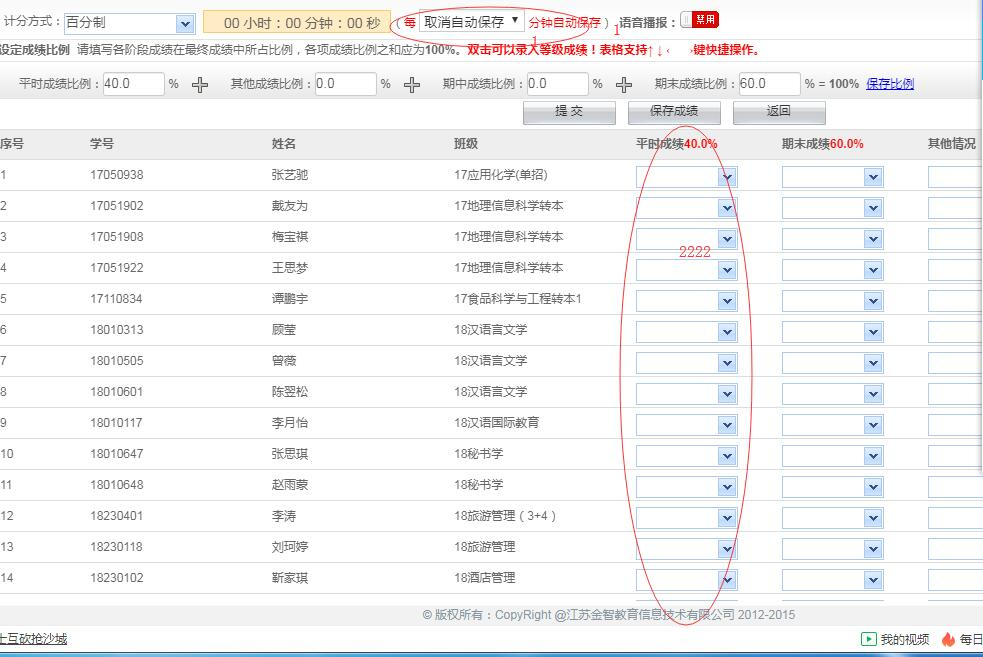 计分方式：百分制 00 小时：00 分钟：00 秒 （每 取消自动保存 分钟自动保存） 1 语音播报： 禁用
1
设定成绩比例 请填写各阶段成绩在最终成绩中所占比例，各项成绩比例之和应为100%。双击可以录入等级成绩！表格支持↑↓← →键快捷操作。
平时成绩比例：40.0 % 其他成绩比例：0.0 % 期中成绩比例：0.0 % 期末成绩比例：60.0 % = 100% 保存比例
提 交 保存成绩 返回
序号 学号 姓名 班级 平时成绩40.0% 期末成绩60.0% 其他情况
1 17050938 张艺驰 17应用化学(单招)
2 17051902 戴友为 17地理信息科学转本
3 17051908 梅宝祺 17地理信息科学转本
2222
4 17051922 王思梦 17地理信息科学转本
5 17110834 谭鹏宇 17食品科学与工程转本1
6 18010313 顾莹 18汉语言文学
7 18010505 曾薇 18汉语言文学
8 18010601 陈翌松 18汉语言文学
9 18010117 李月怡 18汉语国际教育
10 18010647 张思琪 18秘书学
11 18010648 赵雨蒙 18秘书学
12 18230401 李涛 18旅游管理（3+4）
13 18230118 刘珂婷 18旅游管理
14 18230102 靳家琪 18酒店管理
© 版权所有：CopyRight @江苏金智教育信息技术有限公司 2012-2015
士互砍抢沙城 我的视频 每日